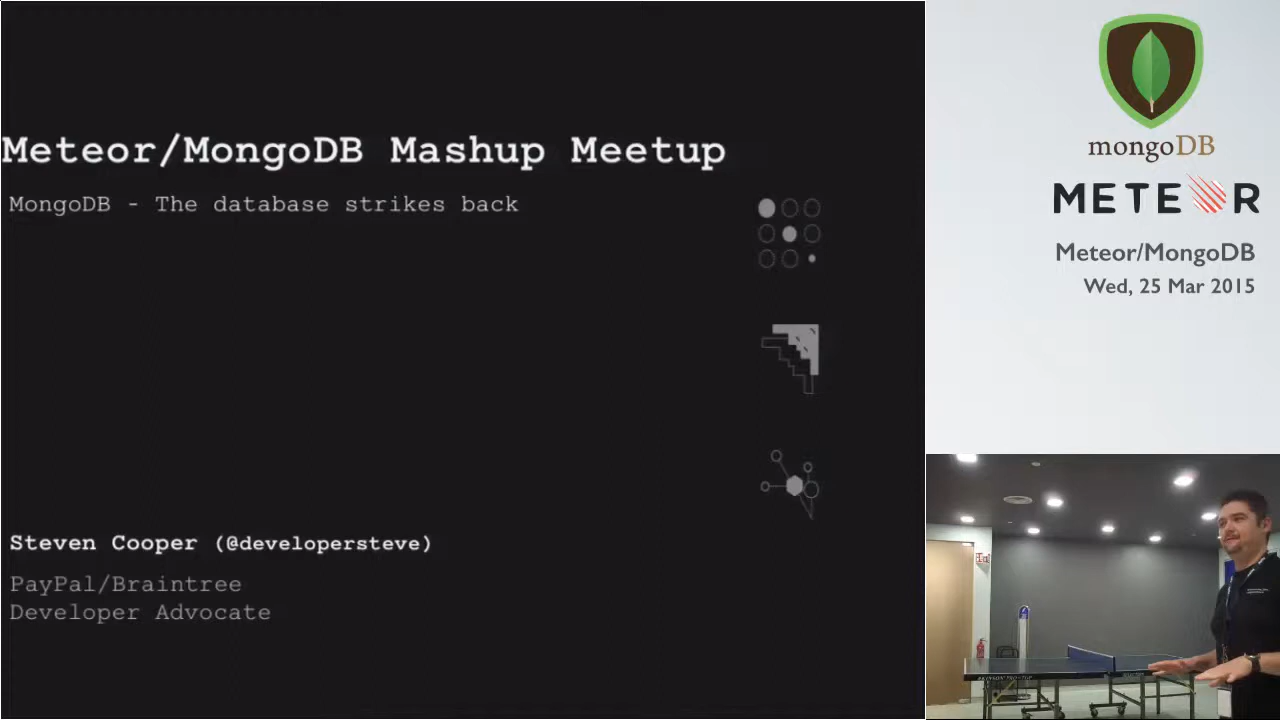 Meteor/MongoDB Mashup Meetup
MongoDB - The database strikes back
Steven Cooper (@developersteve)
PayPal/Braintree
Developer Advocate
mongoDB
METEOR
Meteor/MongoDB
Wed, 25 Mar 2015